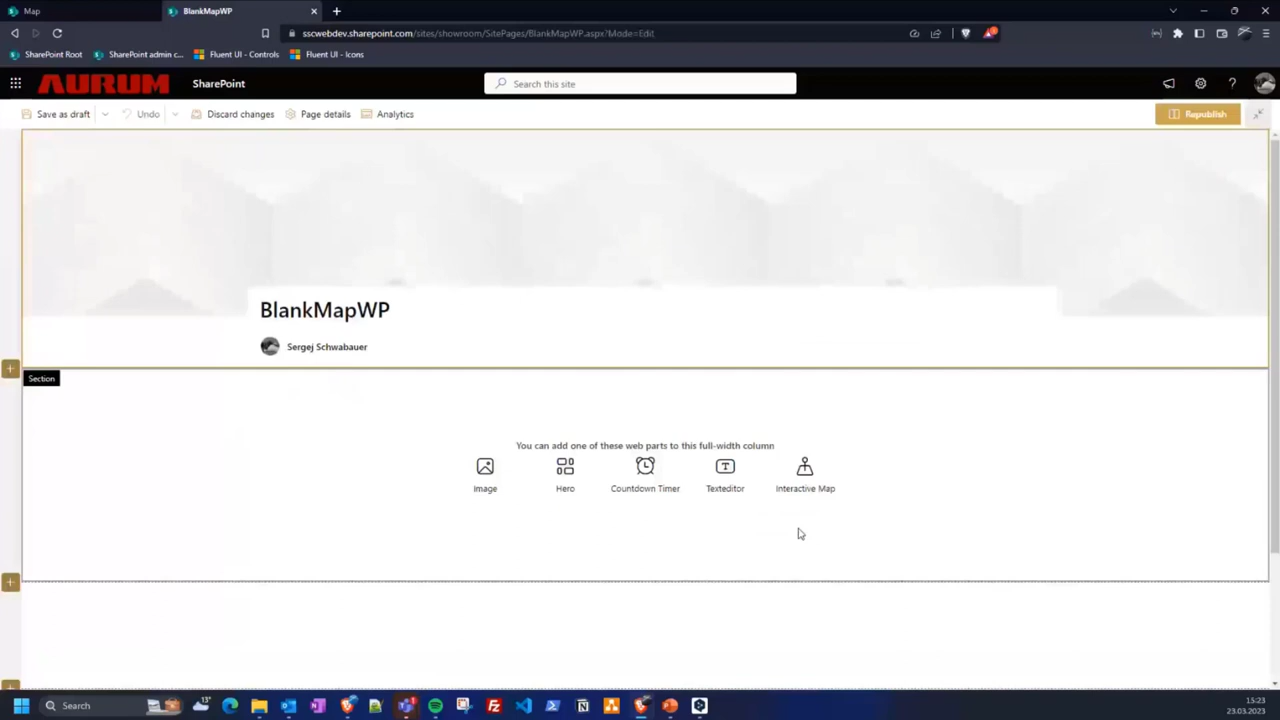 Map
BlankMapWP
sscwebdev.sharepoint.com/sites/showroom/SitePages/BlankMapWP.aspx?Mode=Edit
SharePoint Root
SharePoint admin c...
Fluent UI - Controls
Fluent UI - Icons
AURUM
SharePoint
Search this site
Save as draft
Undo
Discard changes
Page details
Analytics
Republish
BlankMapWP
Sergej Schwabauer
Section
You can add one of these web parts to this full-width column
Image
Hero
Countdown Timer
Texteditor
Interactive Map
Search
13°
15:23
23.03.2023